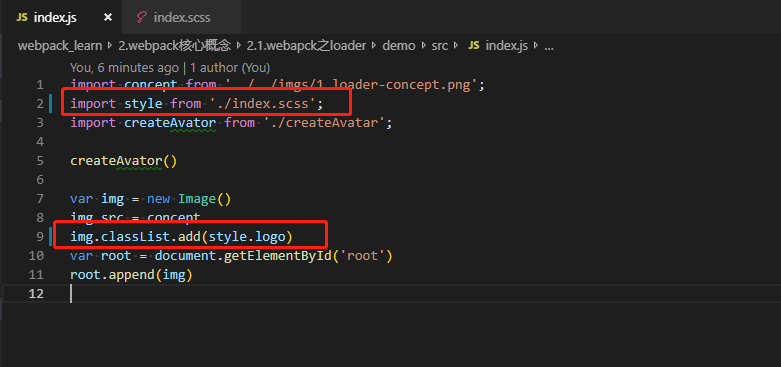 JS index.js × index.scss
webpack_learn > 2.webpack核心概念 > 2.1.webapck之loader > demo > src > JS index.js > ...
You, 6 minutes ago | 1 author (You)
1 import concept from '../../imgs/1.loader-concept.png';
2 import style from './index.scss';
3 import createAvator from './createAvatar';
4
5 createAvator()
6
7 var img = new Image()
8 img.src = concept
9 img.classList.add(style.logo)
10 var root = document.getElementById('root')
11 root.append(img)
12